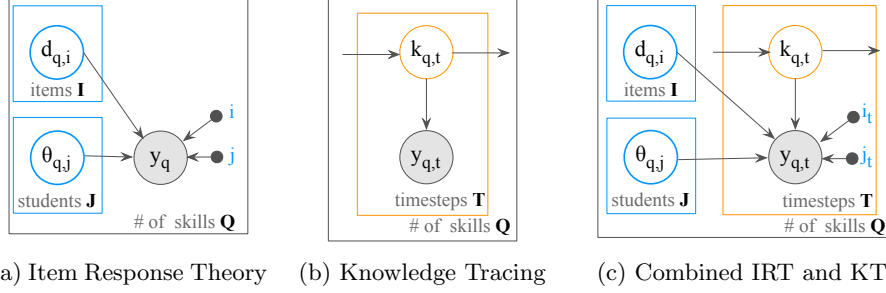 d_{q,i}
items I
θ_{q,j}
students J
y_q
i
j
# of skills Q
a) Item Response Theory
k_{q,t}
y_{q,t}
timesteps T
# of skills Q
(b) Knowledge Tracing
d_{q,i}
items I
θ_{q,j}
students J
k_{q,t}
y_{q,t}
i_t
j_t
timesteps T
# of skills Q
(c) Combined IRT and KT